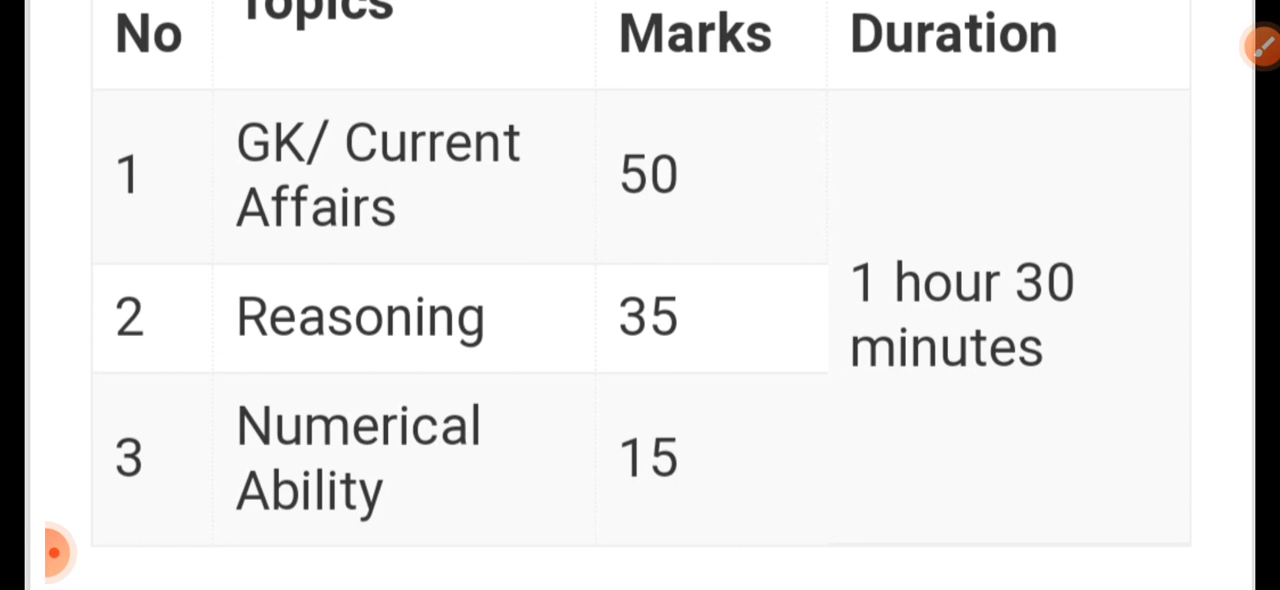 No
Topics
Marks
Duration
1
GK/ Current
Affairs
50
1 hour 30
minutes
2
Reasoning
35
3
Numerical
Ability
15